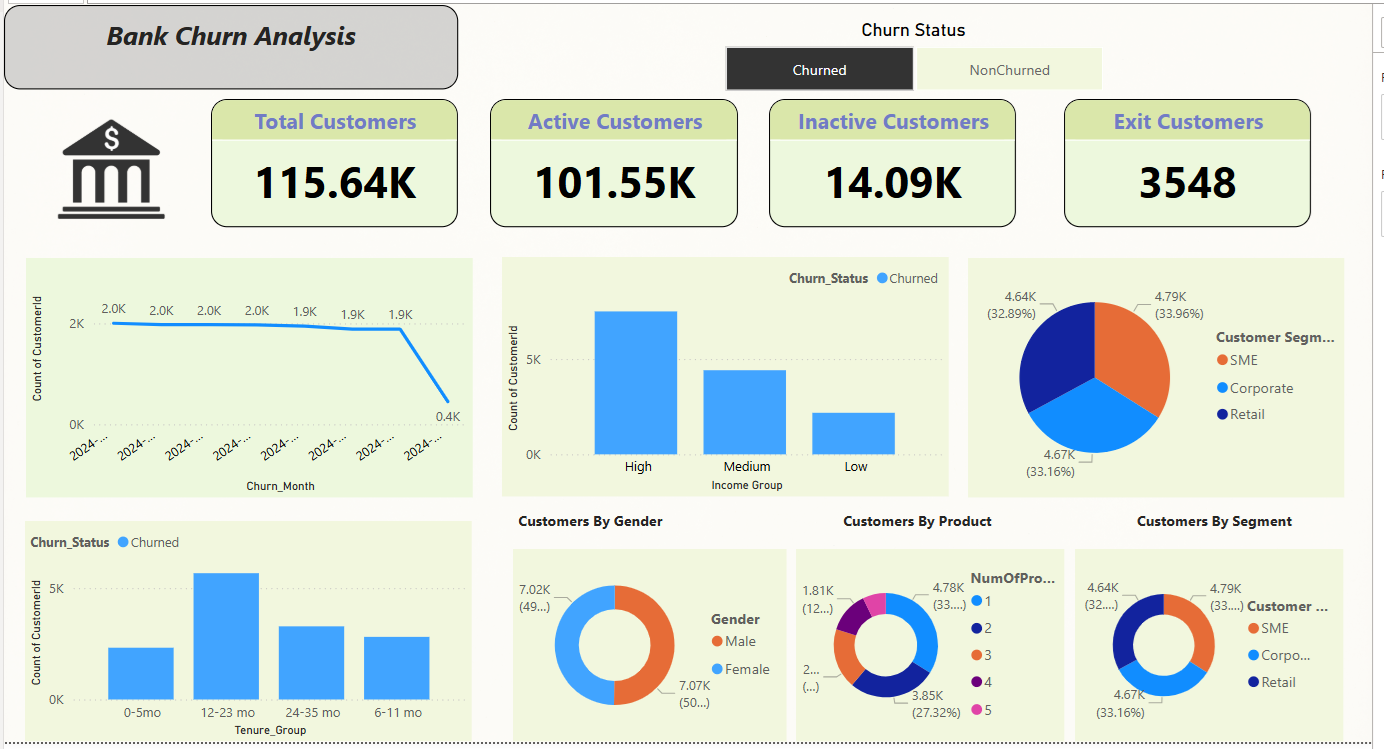 Bank Churn Analysis
Churn Status
Churned
NonChurned
$
Total Customers
115.64K
Active Customers
101.55K
Inactive Customers
14.09K
Exit Customers
3548
Count of CustomerId
2K
0K
2.0K
2.0K
2.0K
2.0K
1.9K
1.9K
1.9K
0.4K
2024-...
2024-...
2024-...
2024-...
2024-...
2024-...
2024-...
2024-...
Churn_Month
Churn_Status
Churned
Count of CustomerId
5K
0K
High
Medium
Low
Income Group
4.64K
(32.89%)
4.79K
(33.96%)
4.67K
(33.16%)
Customer Segm...
SME
Corporate
Retail
Churn_Status
Churned
Count of CustomerId
5K
0K
0-5mo
12-23 mo
24-35 mo
6-11 mo
Tenure_Group
Customers By Gender
7.02K
(49...)
7.07K
(50...)
Gender
Male
Female
Customers By Product
1.81K
(12...)
4.78K
(33....)
2...
(...)
3.85K
(27.32%)
NumOfPro...
1
2
3
4
5
Customers By Segment
4.64K
(32....)
4.79K
(33....)
4.67K
(33.16%)
Customer ...
SME
Corpo...
Retail